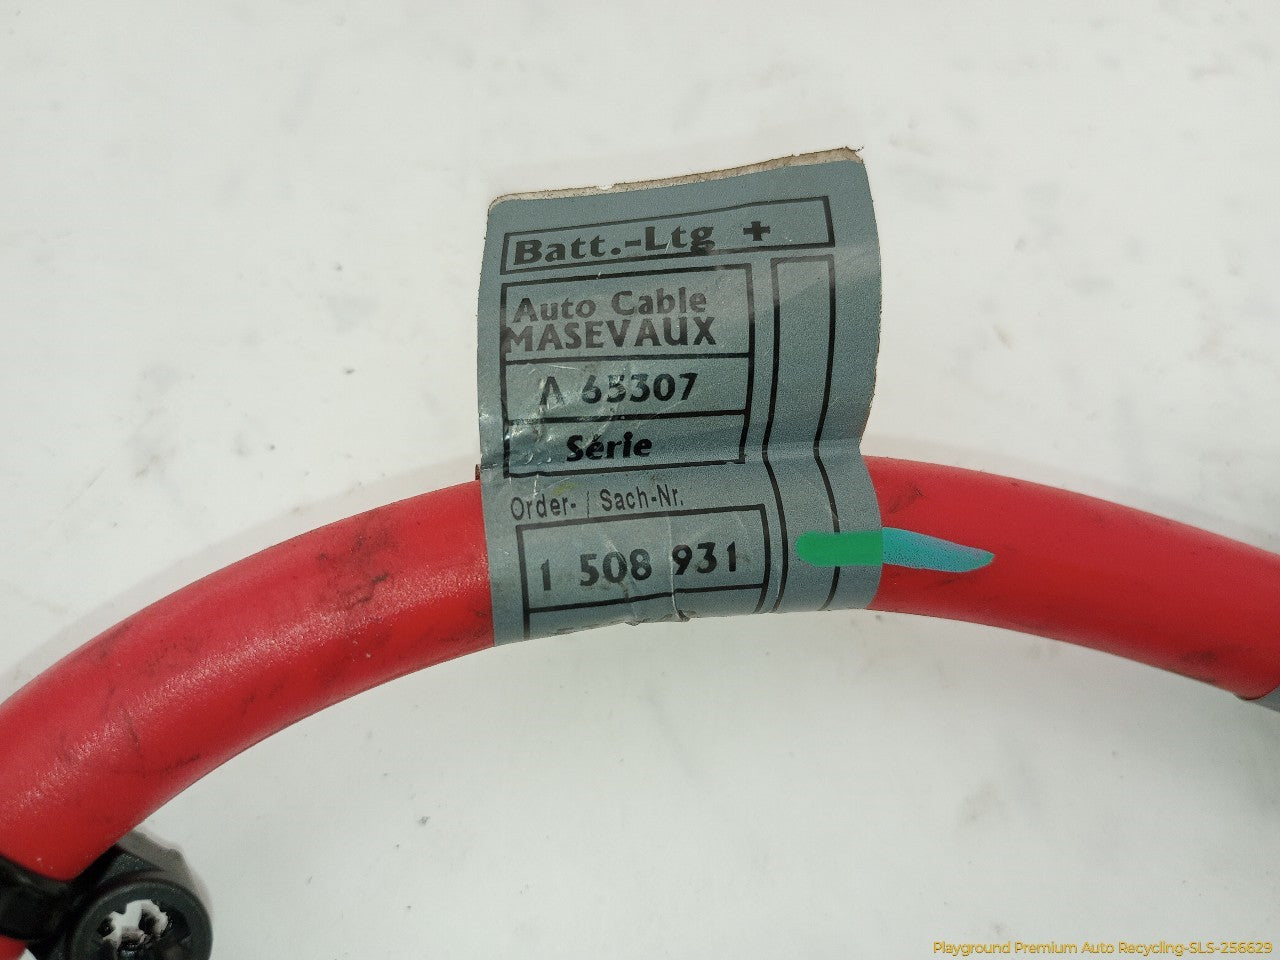 Batt.-Ltg +
Auto Cable
MASEVAUX
A 65307
Série
Order- / Sach-Nr.
1 508 931
Playground Premium Auto Recycling-SLS-256629